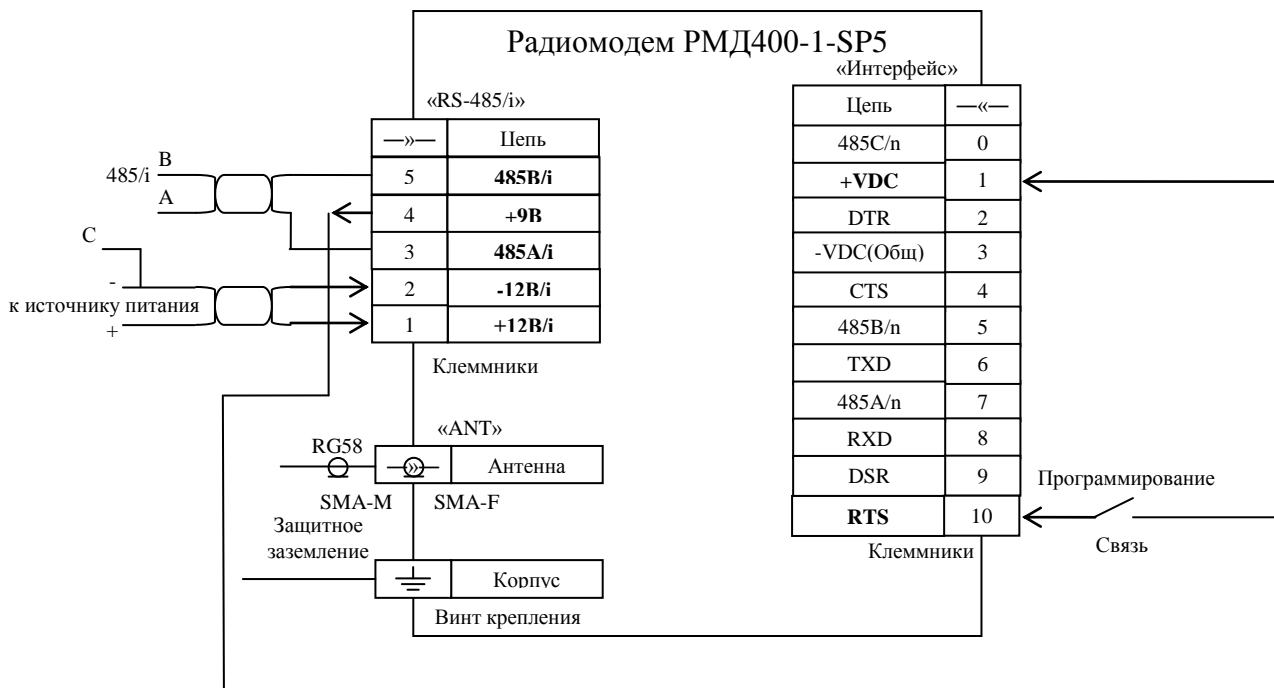 Радиомодем РМД400-1-SP5
«RS-485/i»
—»— Цепь
5 485B/i
4 +9В
3 485A/i
2 -12В/i
1 +12В/i
Клеммники
485/i
B
A
C
-
к источнику питания
+
«ANT»
RG58
—»— Антенна
SMA-M SMA-F
Защитное
заземление
Корпус
Винт крепления
«Интерфейс»
Цепь —«—
485C/n 0
+VDC 1
DTR 2
-VDC(Общ) 3
CTS 4
485B/n 5
TXD 6
485A/n 7
RXD 8
DSR 9
RTS 10
Клеммники
Программирование
Связь